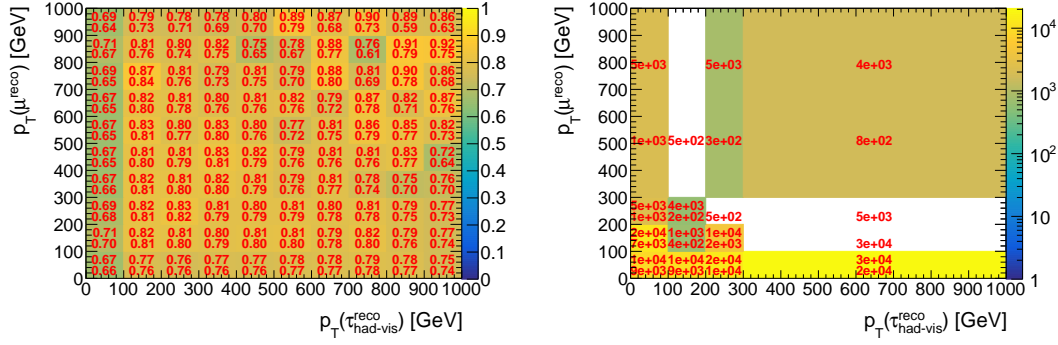 1000
900
800
700
600
500
400
300
200
100
0
p_T(μ^reco) [GeV]
0.69 0.79 0.78 0.78 0.80 0.89 0.87 0.90 0.89 0.86
0.64 0.73 0.71 0.69 0.70 0.79 0.68 0.73 0.59 0.63
0.71 0.81 0.80 0.82 0.75 0.78 0.88 0.76 0.91 0.92
0.67 0.76 0.74 0.75 0.65 0.67 0.77 0.61 0.79 0.75
0.69 0.87 0.81 0.79 0.81 0.79 0.88 0.81 0.90 0.86
0.65 0.84 0.76 0.73 0.75 0.70 0.80 0.69 0.78 0.68
0.67 0.82 0.81 0.80 0.81 0.82 0.79 0.87 0.82 0.87
0.65 0.80 0.78 0.76 0.76 0.76 0.72 0.78 0.71 0.76
0.67 0.83 0.81 0.83 0.80 0.77 0.81 0.86 0.85 0.82
0.65 0.81 0.77 0.80 0.76 0.72 0.75 0.77 0.73
0.67 0.81 0.81 0.83 0.82 0.80 0.81 0.81 0.83 0.72
0.65 0.80 0.79 0.81 0.79 0.76 0.76 0.75 0.77 0.64
0.67 0.82 0.81 0.82 0.81 0.80 0.82 0.78 0.75 0.76
0.66 0.81 0.80 0.80 0.79 0.76 0.77 0.74 0.70 0.70
0.69 0.82 0.83 0.81 0.80 0.81 0.82 0.82 0.79 0.77
0.68 0.81 0.82 0.79 0.79 0.79 0.78 0.78 0.75 0.73
0.71 0.82 0.81 0.80 0.80 0.81 0.79 0.82 0.78 0.80
0.70 0.81 0.80 0.79 0.79 0.80 0.78 0.80 0.76 0.77
0.67 0.77 0.77 0.76 0.77 0.78 0.78 0.79 0.78 0.75
0.66 0.76 0.76 0.76 0.77 0.76 0.77 0.78 0.77 0.74
0 100 200 300 400 500 600 700 800 900 1000
p_T(τ^reco_had-vis) [GeV]
1
0.9
0.8
0.7
0.6
0.5
0.4
0.3
0.2
0.1
0
1000
900
800
700
600
500
400
300
200
100
0
p_T(μ^reco) [GeV]
5e+03 5e+03 4e+03
1e+03 5e+02 3e+02 8e+02
5e+03 4e+03
1e+03 2e+02 5e+02 5e+03
2e+04 1e+04 1e+04
7e+03 4e+02 2e+03 3e+04
1e+04 1e+04 2e+04 3e+04
9e+03 9e+03 1e+04 2e+04
0 100 200 300 400 500 600 700 800 900 1000
p_T(τ^reco_had-vis) [GeV]
10^4
10^3
10^2
10
1